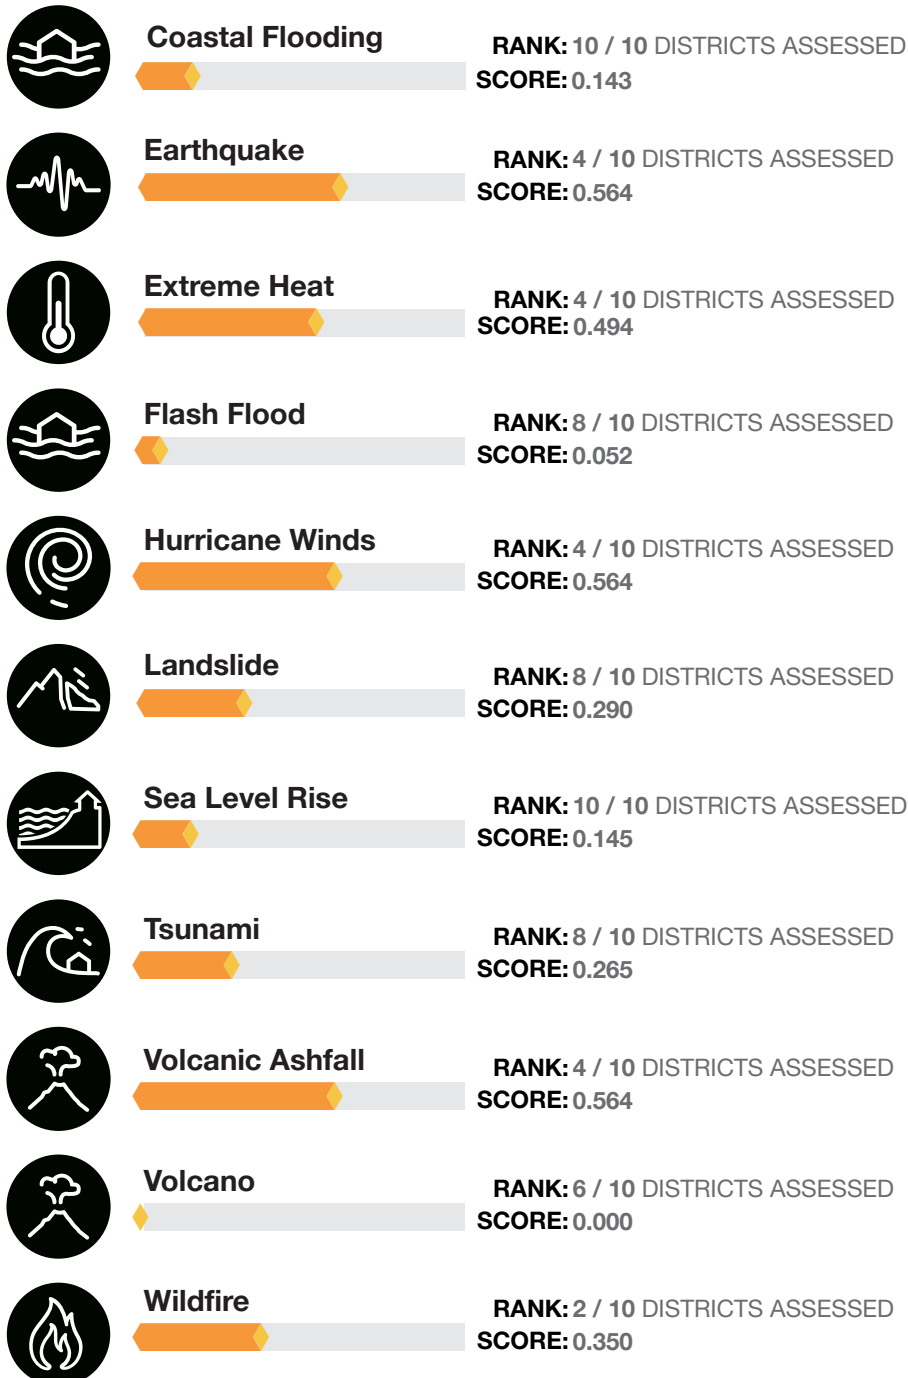 Coastal Flooding
RANK: 10 / 10 DISTRICTS ASSESSED
SCORE: 0.143
Earthquake
RANK: 4 / 10 DISTRICTS ASSESSED
SCORE: 0.564
Extreme Heat
RANK: 4 / 10 DISTRICTS ASSESSED
SCORE: 0.494
Flash Flood
RANK: 8 / 10 DISTRICTS ASSESSED
SCORE: 0.052
Hurricane Winds
RANK: 4 / 10 DISTRICTS ASSESSED
SCORE: 0.564
Landslide
RANK: 8 / 10 DISTRICTS ASSESSED
SCORE: 0.290
Sea Level Rise
RANK: 10 / 10 DISTRICTS ASSESSED
SCORE: 0.145
Tsunami
RANK: 8 / 10 DISTRICTS ASSESSED
SCORE: 0.265
Volcanic Ashfall
RANK: 4 / 10 DISTRICTS ASSESSED
SCORE: 0.564
Volcano
RANK: 6 / 10 DISTRICTS ASSESSED
SCORE: 0.000
Wildfire
RANK: 2 / 10 DISTRICTS ASSESSED
SCORE: 0.350